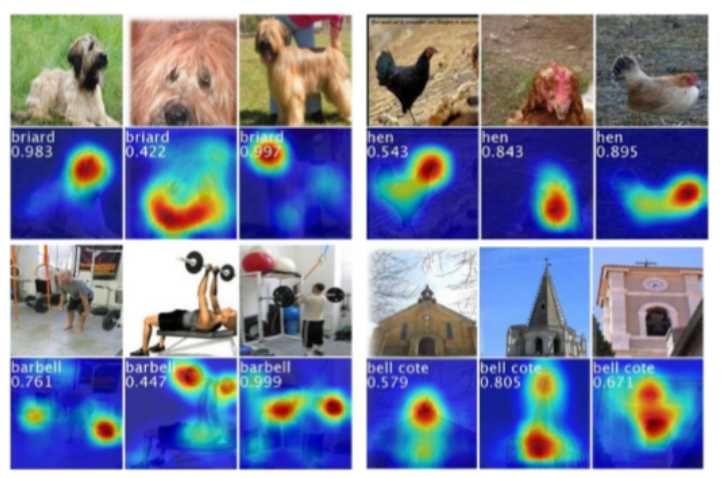 briard
0.983
briard
0.422
briard
0.997
hen
0.543
hen
0.843
hen
0.895
barbell
0.761
barbell
0.447
barbell
0.999
bell cote
0.579
bell cote
0.805
bell cote
0.671